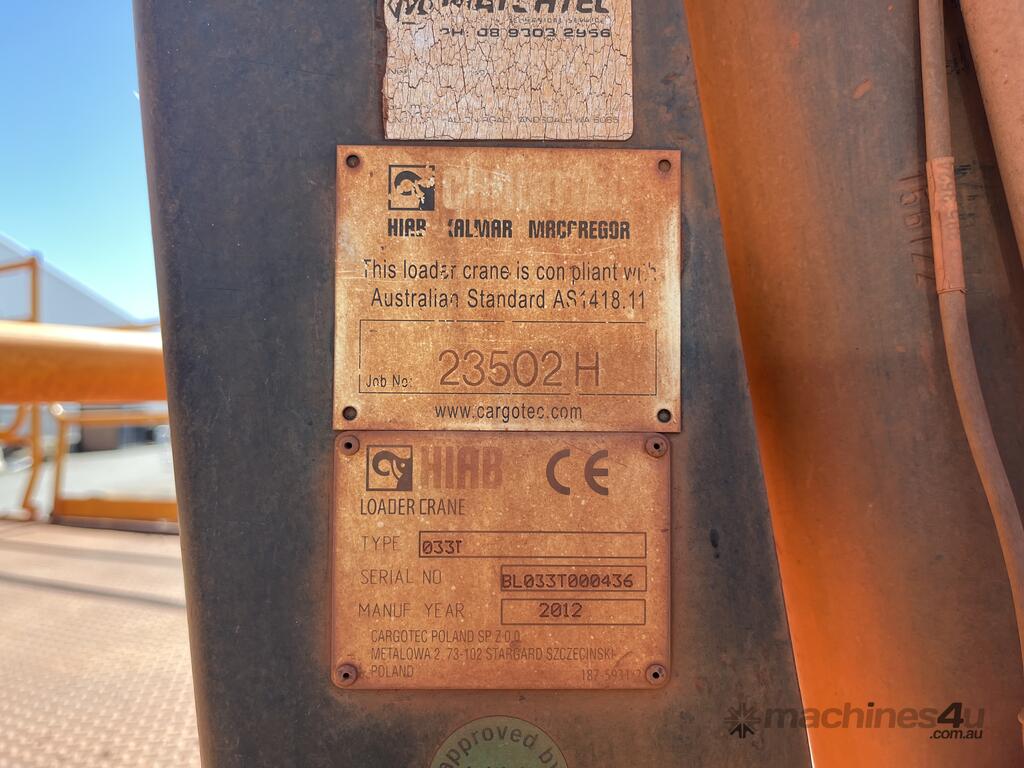 PH: 08 9303 2956
HIAB KALMAR MACGREGOR
This loader crane is compliant with
Australian Standard AS1418.11
Job No: 23502 H
www.cargotec.com
HIAB CE
LOADER CRANE
TYPE 033T
SERIAL NO BL033T000436
MANUF YEAR 2012
CARGOTEC POLAND SP. Z O.O.
METALOWA 2, 73-102 STARGARD SZCZECINSKI
POLAND
approved by
machines4u
.com.au